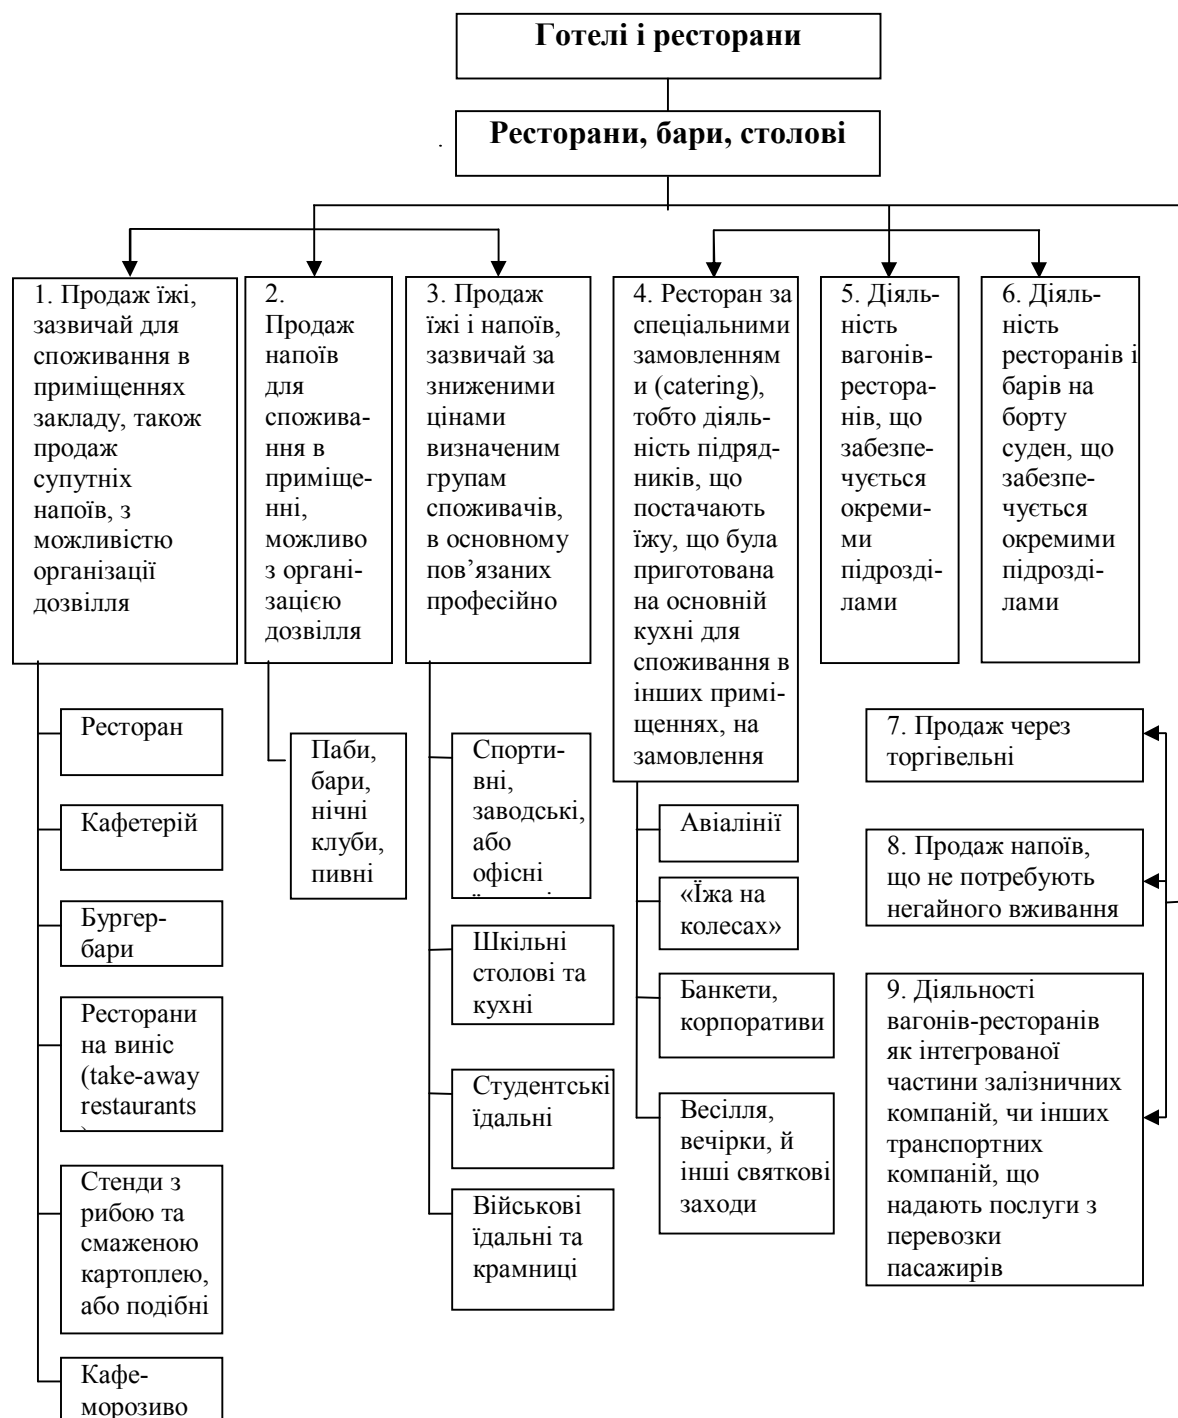 Готелі і ресторани
Ресторани, бари, столові
.
1. Продаж їжі,
зазвичай для
споживання в
приміщеннях
закладу, також
продаж
супутніх
напоїв, з
можливістю
організації
дозвілля
2.
Продаж
напоїв
для
спожива-
ння в
приміще-
нні,
можливо
з органі-
зацією
дозвілля
3. Продаж
їжі і напоїв,
зазвичай за
зниженими
цінами
визначеним
групам
споживачів,
в основному
пов’язаних
професійно
4. Ресторан за
спеціальними
замовленням
и (catering),
тобто діяль-
ність підряд-
ників, що
постачають
їжу, що була
приготована
на основній
кухні для
споживання в
інших примі-
щеннях, на
замовлення
5. Діяль-
ність
вагонів-
рестора-
нів, що
забезпе-
чується
окреми-
ми
підрозді-
лами
6. Діяль-
ність
ресторанів і
барів на
борту
суден, що
забезпе-
чується
окремими
підрозді-
лами
Ресторан
Кафетерій
Бургер-
бари
Ресторани
на виніс
(take-away
restaurants
Стенди з
рибою та
смаженою
картоплею,
або подібні
Кафе-
морозиво
Паби,
бари,
нічні
клуби,
пивні
Спорти-
вні,
заводські,
або
офісні
Шкільні
столові та
кухні
Студентські
їдальні
Військові
їдальні та
крамниці
Авіалінії
«Їжа на
колесах»
Банкети,
корпоративи
Весілля,
вечірки, й
інші святкові
заходи
7. Продаж через
торгівельні
8. Продаж напоїв,
що не потребують
негайного вживання
9. Діяльності
вагонів-ресторанів
як інтегрованої
частини залізничних
компаній, чи інших
транспортних
компаній, що
надають послуги з
перевозки
пасажирів